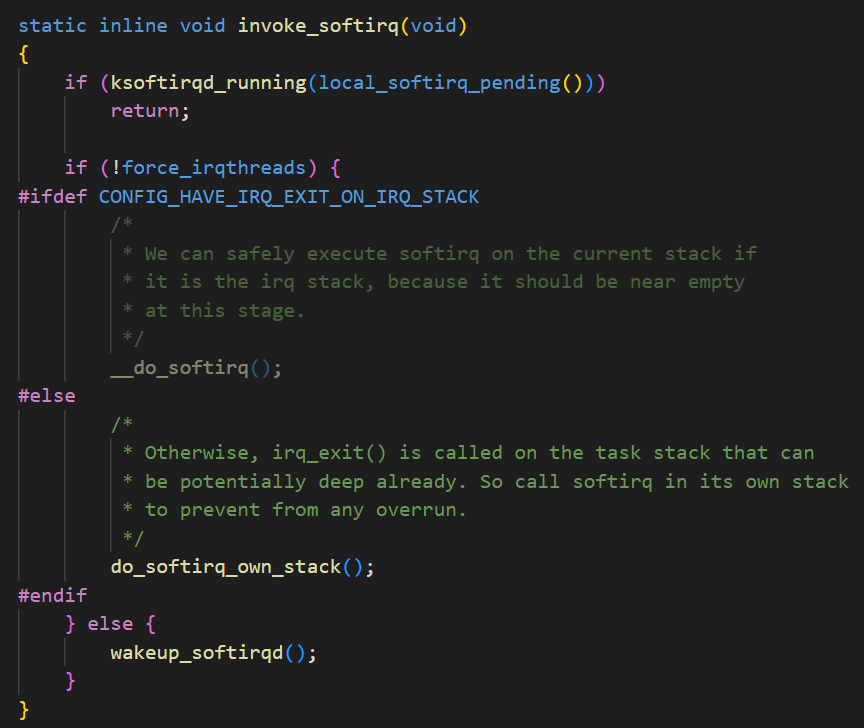 static inline void invoke_softirq(void)
{
    if (ksoftirqd_running(local_softirq_pending()))
        return;
    if (!force_irqthreads) {
#ifdef CONFIG_HAVE_IRQ_EXIT_ON_IRQ_STACK
        /*
         * We can safely execute softirq on the current stack if
         * it is the irq stack, because it should be near empty
         * at this stage.
         */
        __do_softirq();
#else
        /*
         * Otherwise, irq_exit() is called on the task stack that can
         * be potentially deep already. So call softirq in its own stack
         * to prevent from any overrun.
         */
        do_softirq_own_stack();
#endif
    } else {
        wakeup_softirqd();
    }
}